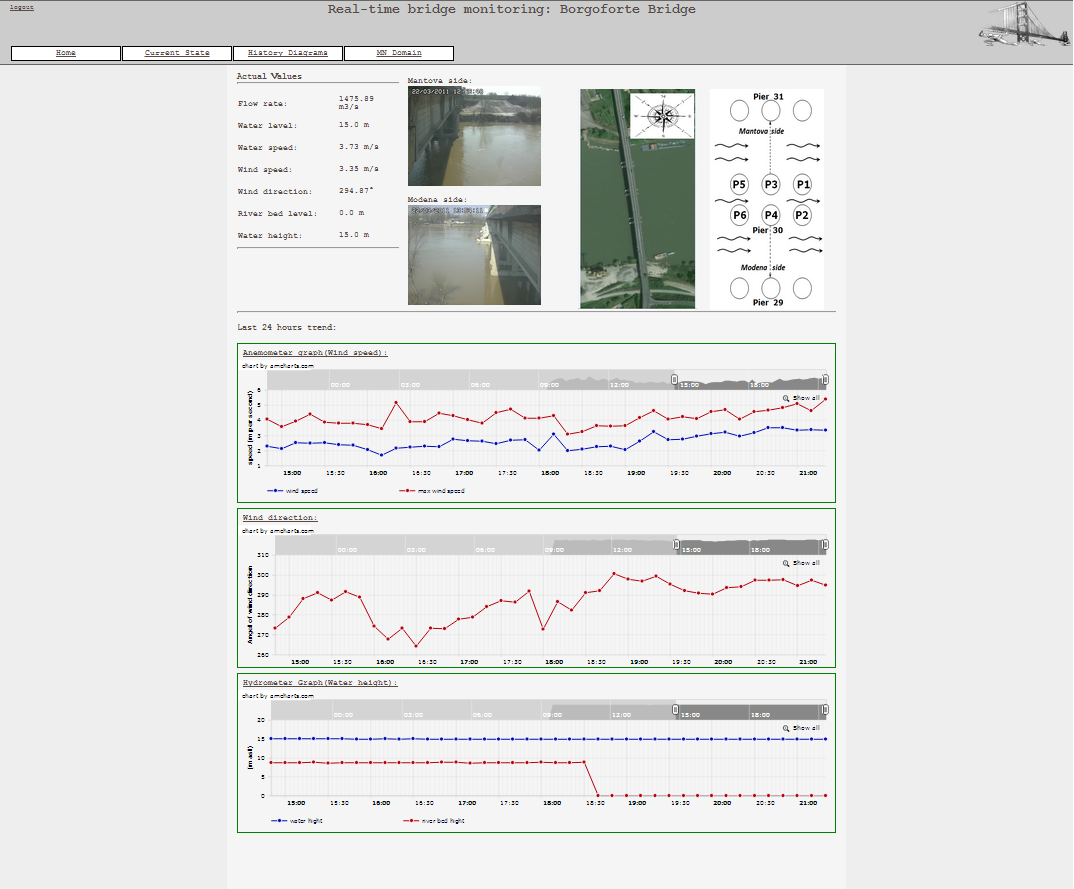 logout
Real-time bridge monitoring: Borgoforte Bridge
Home
Current State
History Diagrams
MN Domain
Actual Values
Flow rate: 1475.89 m3/s
Water level: 15.0 m
Water speed: 3.73 m/s
Wind speed: 3.35 m/s
Wind direction: 294.87°
River bed level: 0.0 m
Water height: 15.0 m
Mantova side:
22/03/2011
Modena side:
Pier 31
Mantova side
P5 P3 P1
P6 P4 P2
Pier 30
Modena side
Pier 29
Last 24 hours trend:
Anemometer graph(Wind speed):
chart by amcharts.com
00:00 03:00 06:00 09:00 12:00 15:00 18:00
Show all
speed (m per second)
6
5
4
3
2
1
15:00 15:30 16:00 16:30 17:00 17:30 18:00 18:30 19:00 19:30 20:00 20:30 21:00
wind speed
max wind speed
Wind direction:
chart by amcharts.com
00:00 03:00 06:00 09:00 12:00 15:00 18:00
Show all
Angul of wind direction
310
300
290
280
270
260
15:00 15:30 16:00 16:30 17:00 17:30 18:00 18:30 19:00 19:30 20:00 20:30 21:00
Hydrometer Graph(Water height):
chart by amcharts.com
00:00 03:00 06:00 09:00 12:00 15:00 18:00
Show all
(m asl)
20
15
10
5
0
15:00 15:30 16:00 16:30 17:00 17:30 18:00 18:30 19:00 19:30 20:00 20:30 21:00
water hight
river bed hight